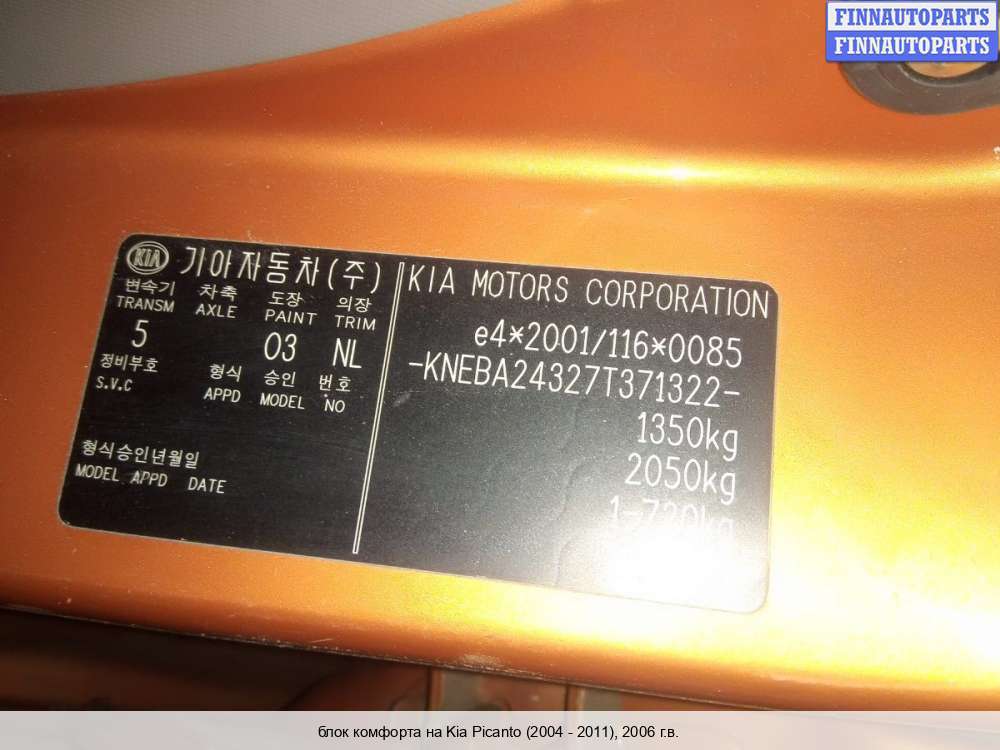 FINNAUTOPARTS
FINNAUTOPARTS
KIA 기아자동차(주)
변속기 차축 도장 의장
TRANSM AXLE PAINT TRIM
5 03 NL
정비부호 형식 승인 번호
S.V.C APPD MODEL NO
형식승인년월일
MODEL APPD DATE
KIA MOTORS CORPORATION
e4*2001/116*0085
-KNEBA24327T371322-
1350kg
2050kg
1-720kg
блок комфорта на Kia Picanto (2004 - 2011), 2006 г.в.